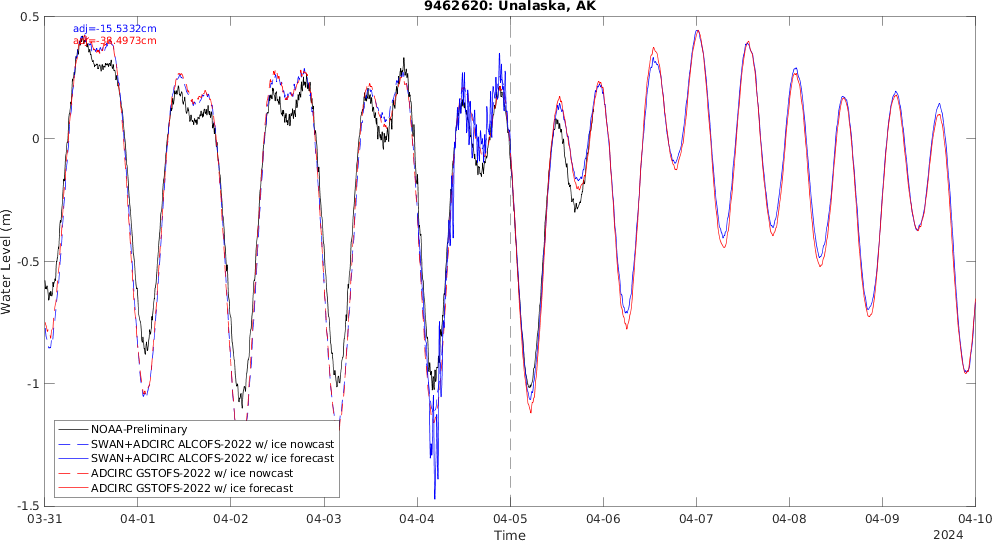 9462620: Unalaska, AK
adj=-15.5332cm
adj=-38.4973cm
Water Level (m)
0.5
0
-0.5
-1
-1.5
NOAA-Preliminary
SWAN+ADCIRC ALCOFS-2022 w/ ice nowcast
SWAN+ADCIRC ALCOFS-2022 w/ ice forecast
ADCIRC GSTOFS-2022 w/ ice nowcast
ADCIRC GSTOFS-2022 w/ ice forecast
03-31 04-01 04-02 04-03 04-04 04-05 04-06 04-07 04-08 04-09 04-10
Time
2024